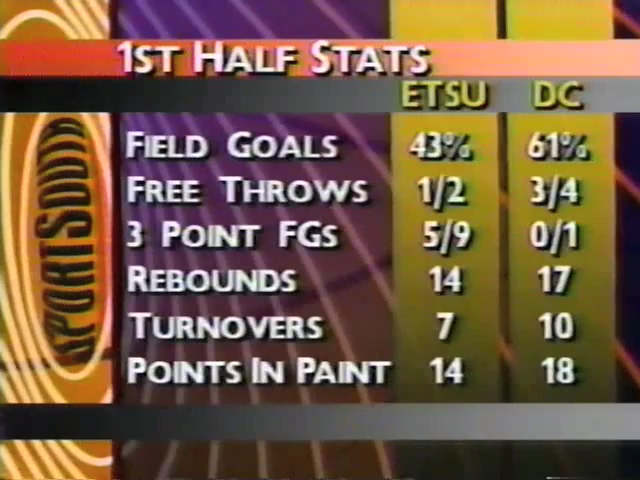 1ST HALF STATS
ETSU DC
FIELD GOALS 43% 61%
FREE THROWS 1/2 3/4
3 POINT FGS 5/9 0/1
REBOUNDS 14 17
TURNOVERS 7 10
POINTS IN PAINT 14 18
SPORTSOUTH